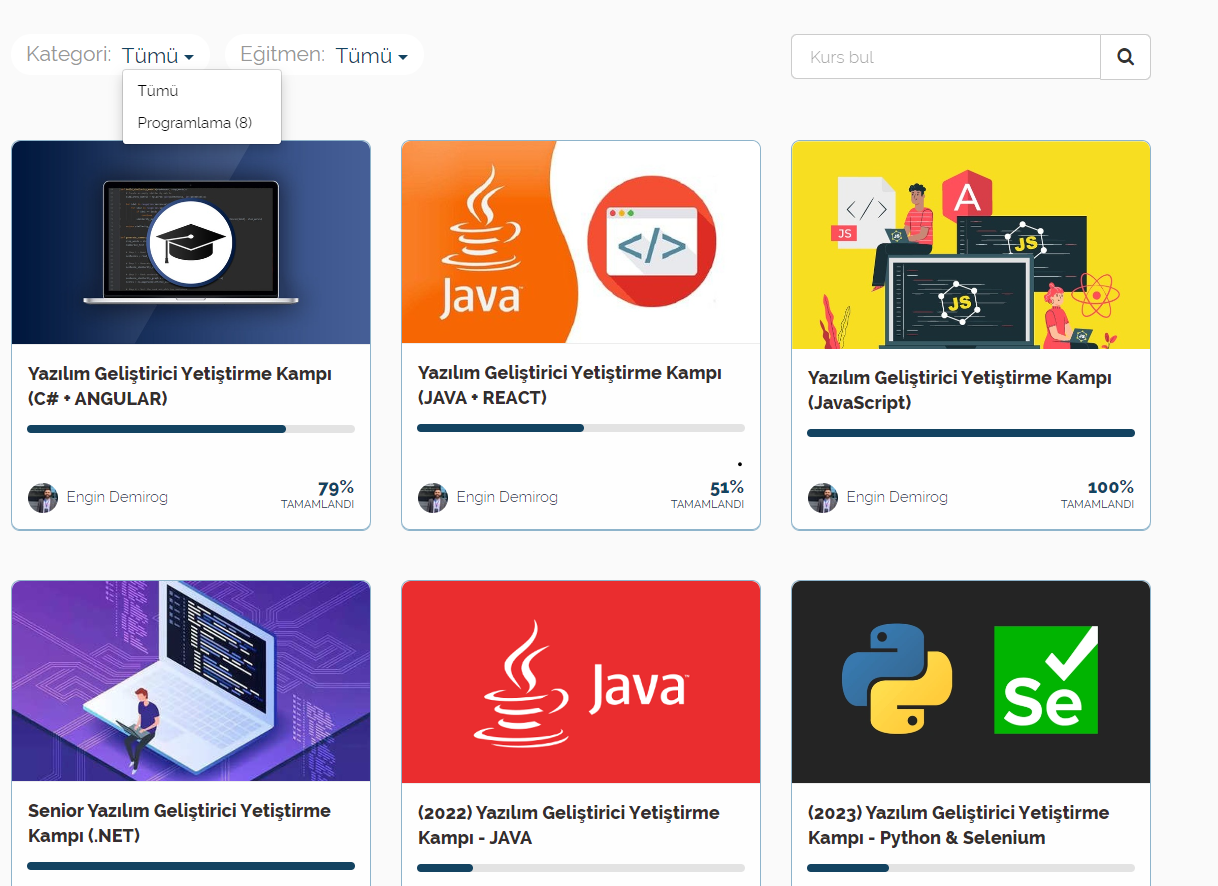 Kategori: Tümü Eğitmen: Tümü
Kurs bul
Tümü
Programlama (8)
Yazılım Geliştirici Yetiştirme Kampı
(C# + ANGULAR)
Engin Demirog
79%
TAMAMLANDI
Java
</>
Yazılım Geliştirici Yetiştirme Kampı
(JAVA + REACT)
Engin Demirog
51%
TAMAMLANDI
</>
JS
A
JS
JS
Yazılım Geliştirici Yetiştirme Kampı
(JavaScript)
Engin Demirog
100%
TAMAMLANDI
Senior Yazılım Geliştirici Yetiştirme
Kampı (.NET)
Java
(2022) Yazılım Geliştirici Yetiştirme
Kampı - JAVA
Se
(2023) Yazılım Geliştirici Yetiştirme
Kampı - Python & Selenium